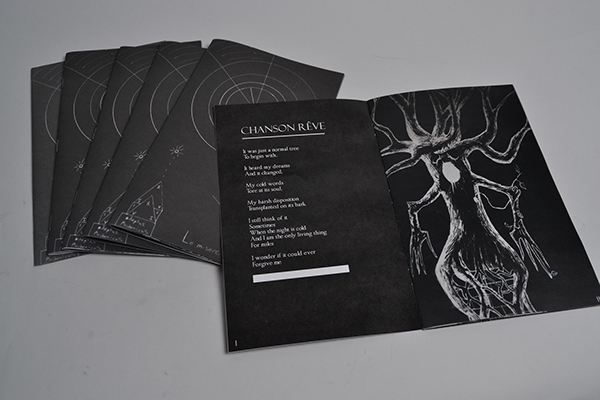 CHANSON RÊVE
It was just a normal tree
To begin with.
It heard my dreams
And it changed.
My cold words
Tore at its soul.
My harsh disposition
Transplanted on its bark.
I still think of it
Sometimes
When the night is cold
And I am the only living thing
For miles
I wonder if it could ever
Forgive me